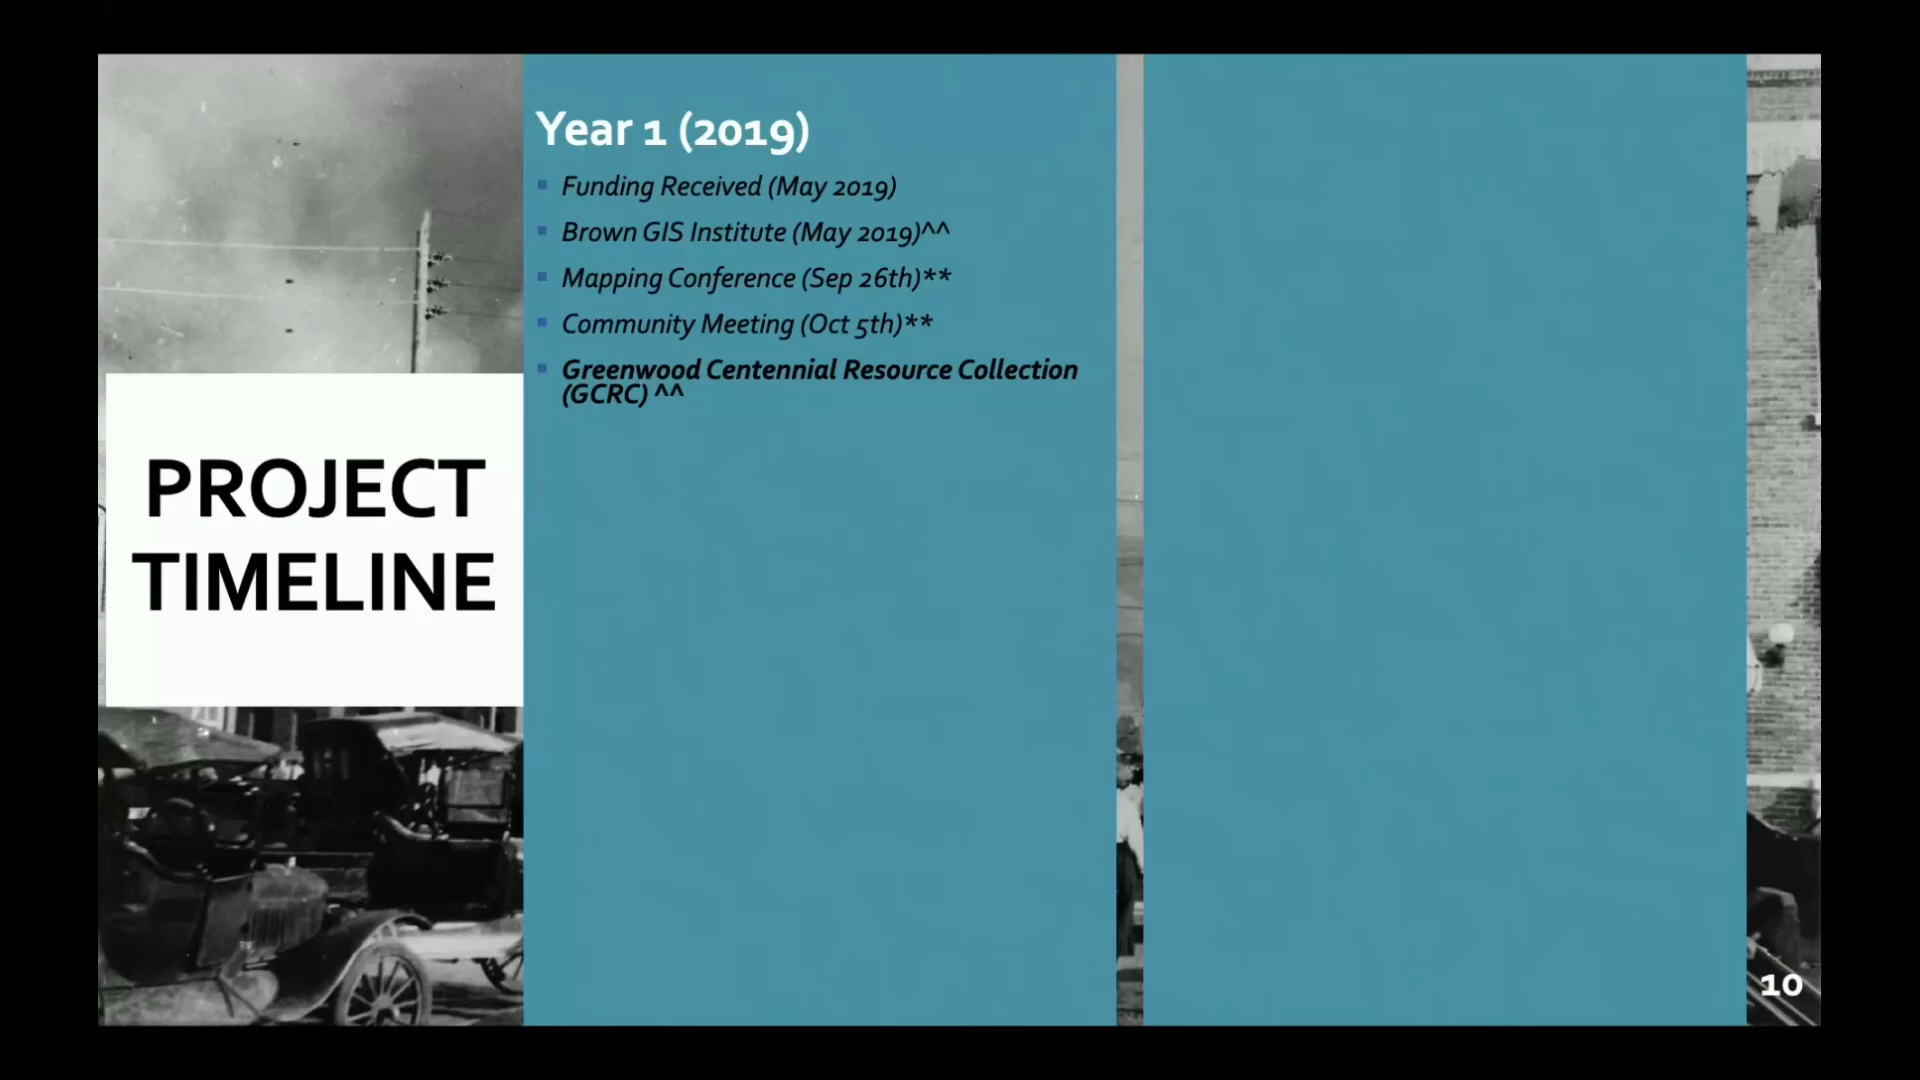 PROJECT
TIMELINE
Year 1 (2019)
Funding Received (May 2019)
Brown GIS Institute (May 2019)^^
Mapping Conference (Sep 26th)**
Community Meeting (Oct 5th)**
Greenwood Centennial Resource Collection
(GCRC) ^^
10